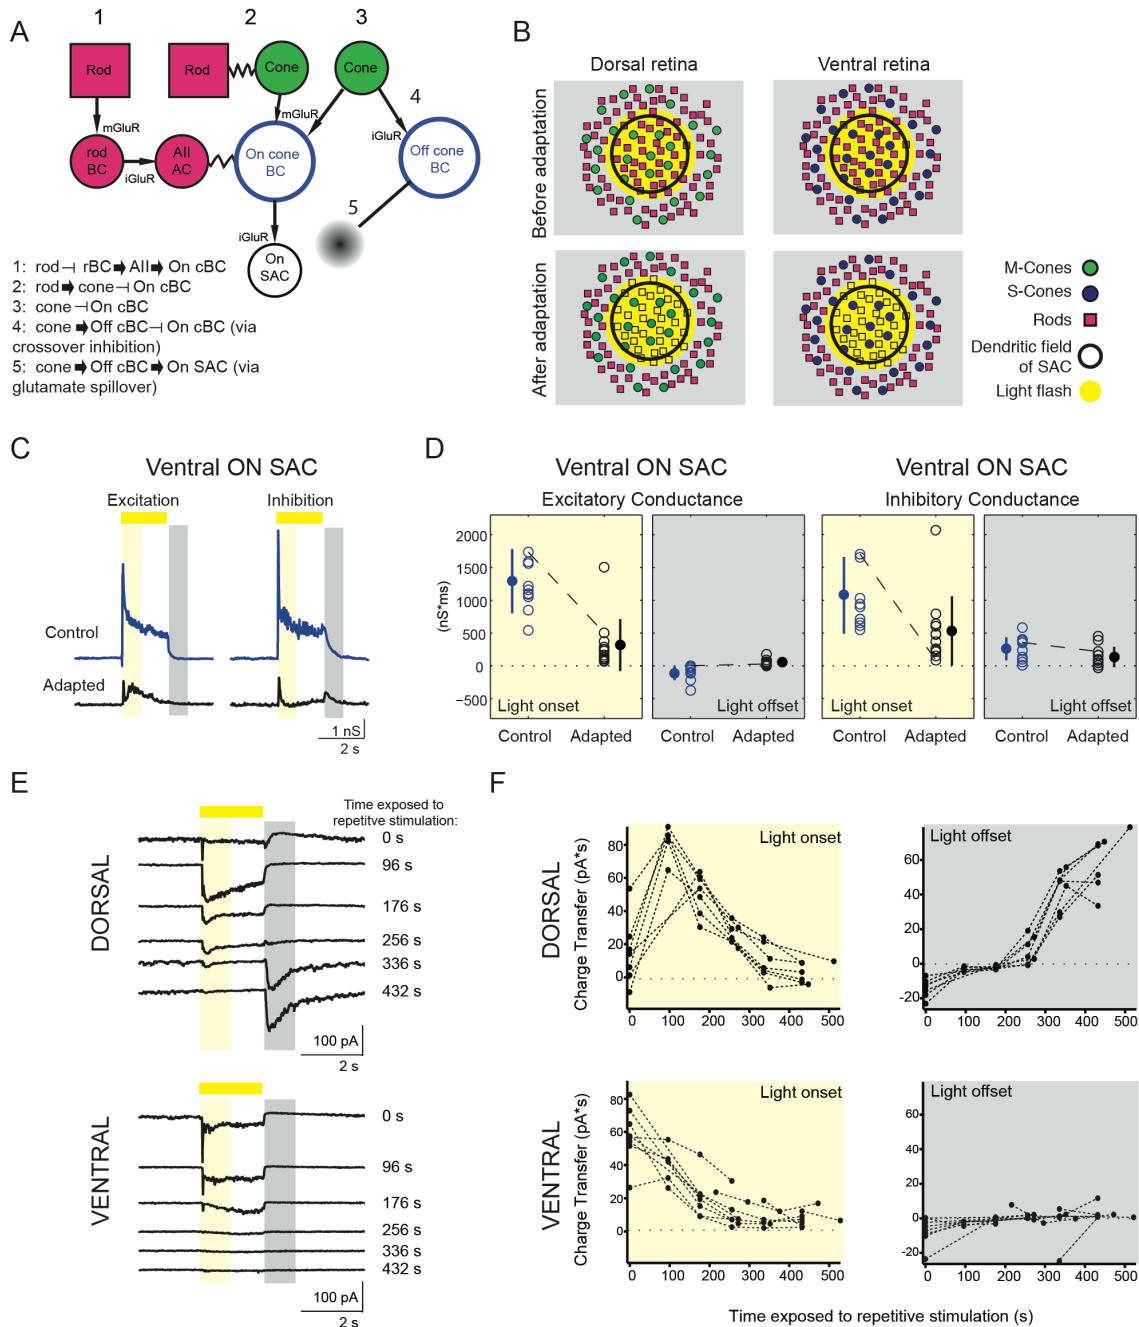 A
1
2
3
Rod
Rod
Cone
Cone
4
mGluR
mGluR
iGluR
rod
BC
AII
AC
On cone
BC
Off cone
BC
iGluR
5
iGluR
On
SAC
1: rod⊣ rBC➡AII➡On cBC
2: rod➡cone⊣On cBC
3: cone⊣On cBC
4: cone➡Off cBC⊣On cBC (via
crossover inhibition)
5: cone➡Off cBC➡On SAC (via
glutamate spillover)
B
Dorsal retina
Ventral retina
Before adaptation
After adaptation
M-Cones
S-Cones
Rods
Dendritic field
of SAC
Light flash
C
Ventral ON SAC
Excitation
Inhibition
Control
Adapted
1 nS
2 s
D
Ventral ON SAC
Ventral ON SAC
Excitatory Conductance
Inhibitory Conductance
(nS*ms)
2000
1500
1000
500
0
−500
Light onset
Light offset
Light onset
Light offset
Control
Adapted
Control
Adapted
Control
Adapted
Control
Adapted
E
Time exposed to
repetitive stimulation:
DORSAL
0 s
96 s
176 s
256 s
336 s
432 s
100 pA
2 s
VENTRAL
0 s
96 s
176 s
256 s
336 s
432 s
100 pA
2 s
F
DORSAL
Charge Transfer (pA*s)
Light onset
80
60
40
20
0
0 100 200 300 400 500
Light offset
60
40
20
0
-20
0 100 200 300 400 500
VENTRAL
Charge Transfer (pA*s)
Light onset
80
60
40
20
0
0 100 200 300 400 500
Light offset
60
40
20
0
-20
0 100 200 300 400 500
Time exposed to repetitive stimulation (s)